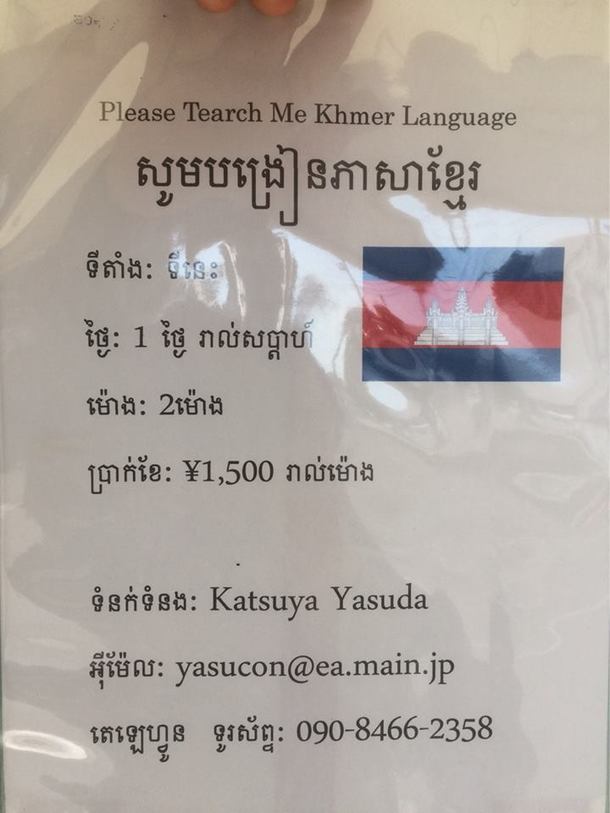 Please Tearch Me Khmer Language
សូមបង្រៀនភាសាខ្មែរ
ទីតាំង: ទីនេះ
ថ្ងៃ: 1 ថ្ងៃ រាល់សប្តាហ៍
ម៉ោង: 2ម៉ោង
ប្រាក់ខែ: ¥1,500 រាល់ម៉ោង
ទំនក់ទំនង: Katsuya Yasuda
អ៊ីម៉ែល: yasucon@ea.main.jp
តេឡេហ្វូន ទូរស័ព្ទ: 090-8466-2358